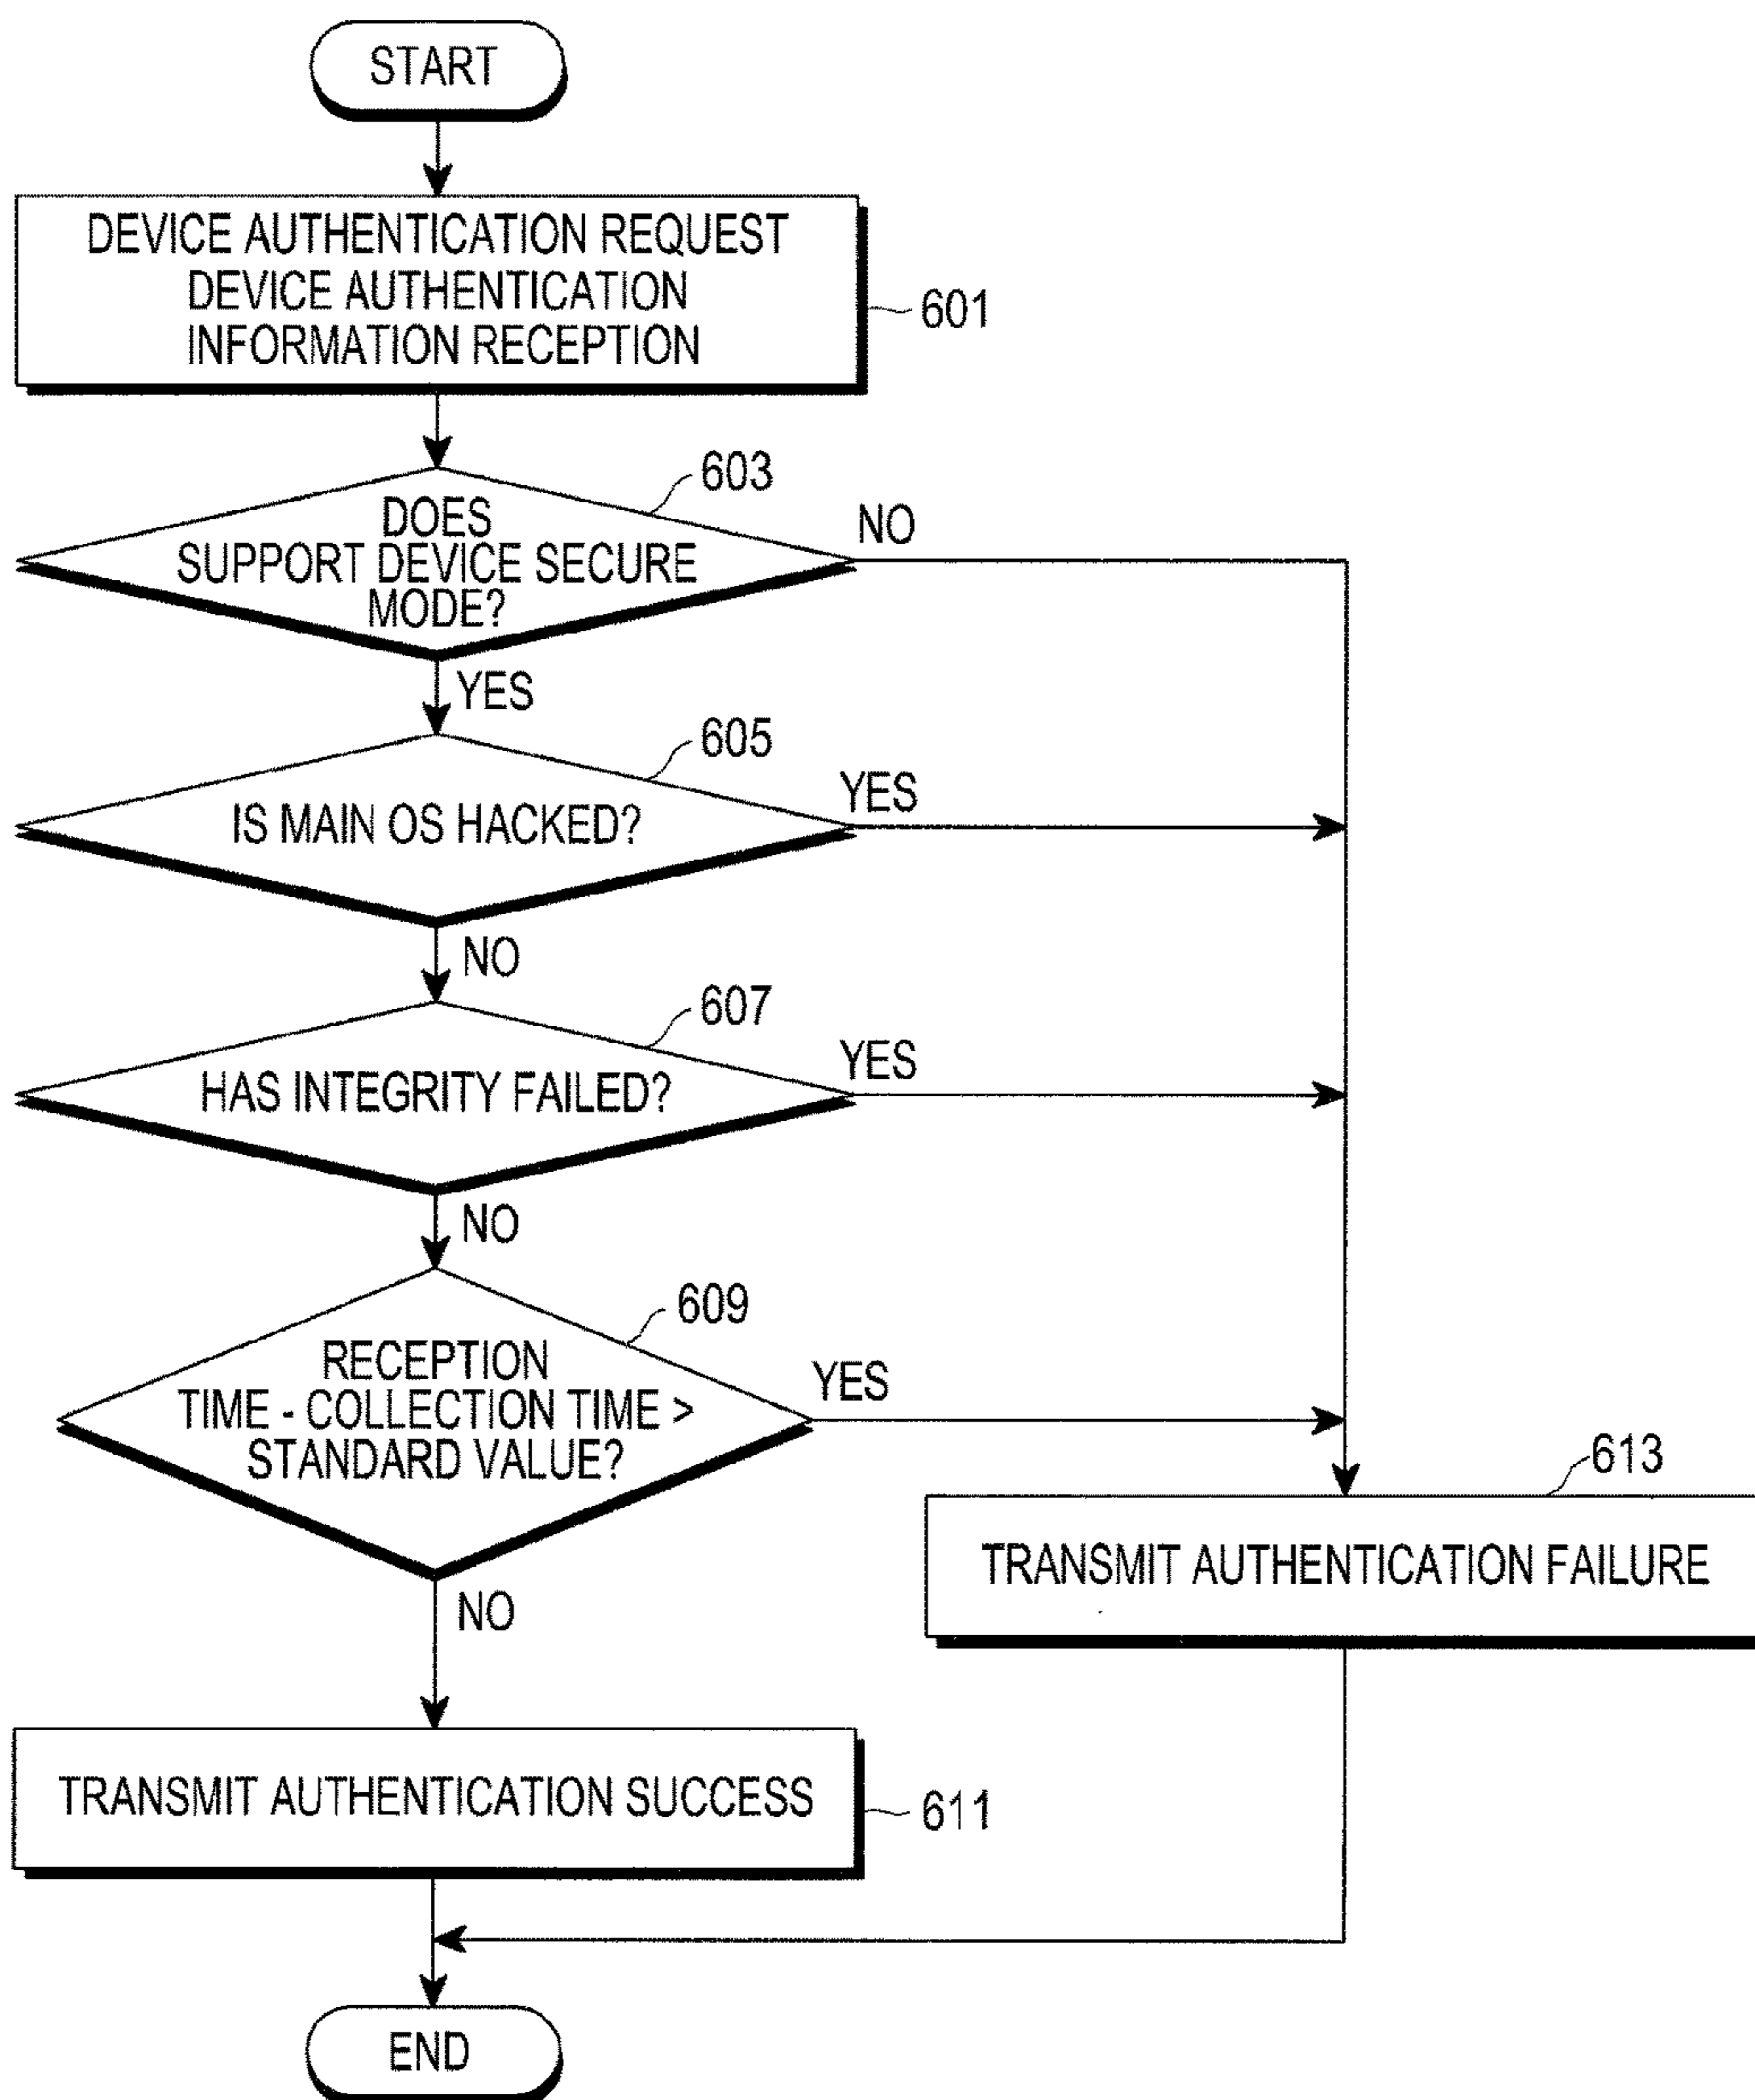 START
DEVICE AUTHENTICATION REQUEST
DEVICE AUTHENTICATION
INFORMATION RECEPTION
601
603
DOES
SUPPORT DEVICE SECURE
MODE?
NO
YES
605
IS MAIN OS HACKED?
YES
NO
607
HAS INTEGRITY FAILED?
YES
NO
609
RECEPTION
TIME - COLLECTION TIME >
STANDARD VALUE?
YES
NO
613
TRANSMIT AUTHENTICATION FAILURE
TRANSMIT AUTHENTICATION SUCCESS
611
END